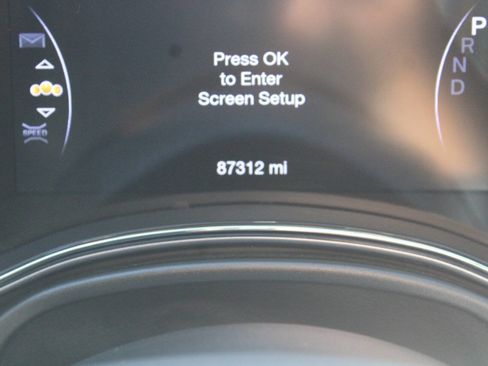 Press OK
to Enter
Screen Setup
87312 mi
SPEED
P
R
N
D